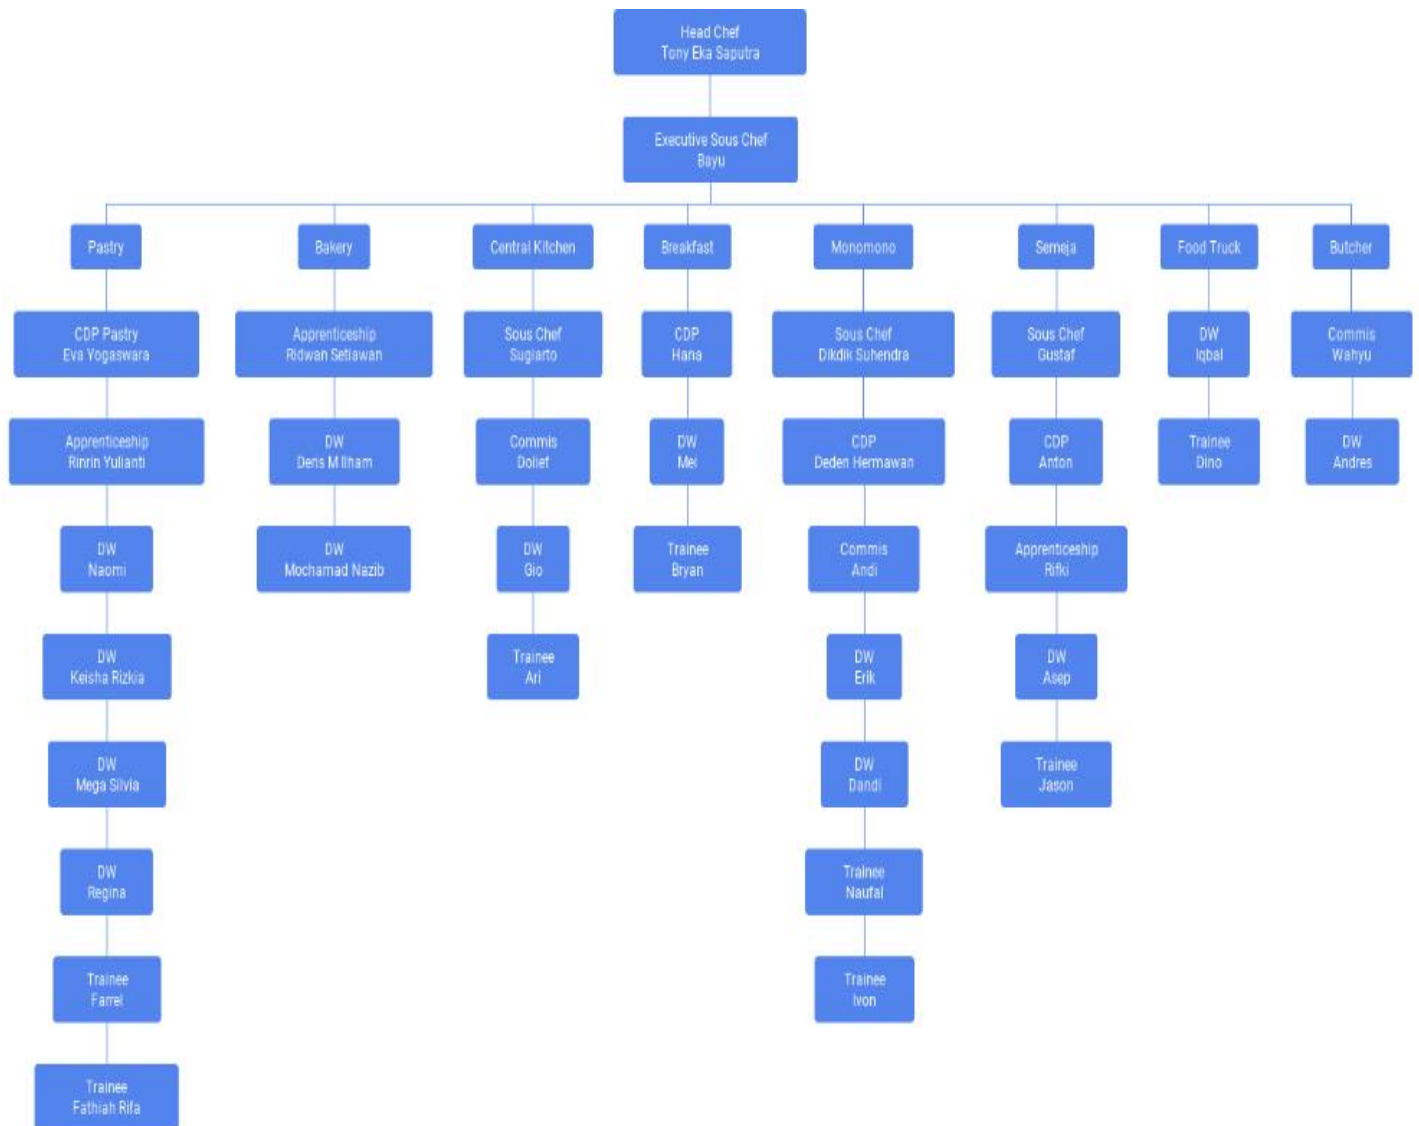 Head Chef
Tony Eka Saputra
Executive Sous Chef
Bayu
Pastry
Bakery
Central Kitchen
Breakfast
Monomono
Semeja
Food Truck
Butcher
CDP Pastry
Eva Yogaswara
Apprenticeship
Ridwan Setiawan
Sous Chef
Sugiarto
CDP
Hana
Sous Chef
Dikdik Suhendra
Sous Chef
Gustaf
DW
Iqbal
Commis
Wahyu
Apprenticeship
Rinrin Yulianti
DW
Deris M Ilham
Commis
Dolief
DW
Mei
CDP
Deden Hermawan
CDP
Anton
Trainee
Dino
DW
Andres
DW
Naomi
DW
Mochamad Nazib
DW
Gio
Trainee
Bryan
Commis
Andi
Apprenticeship
Rifki
DW
Keisha Rizkia
Trainee
Ari
DW
Erik
DW
Asep
DW
Mega Silvia
DW
Dandi
Trainee
Jason
DW
Regina
Trainee
Naufal
Trainee
Farrel
Trainee
Ivon
Trainee
Fathiah Rifa